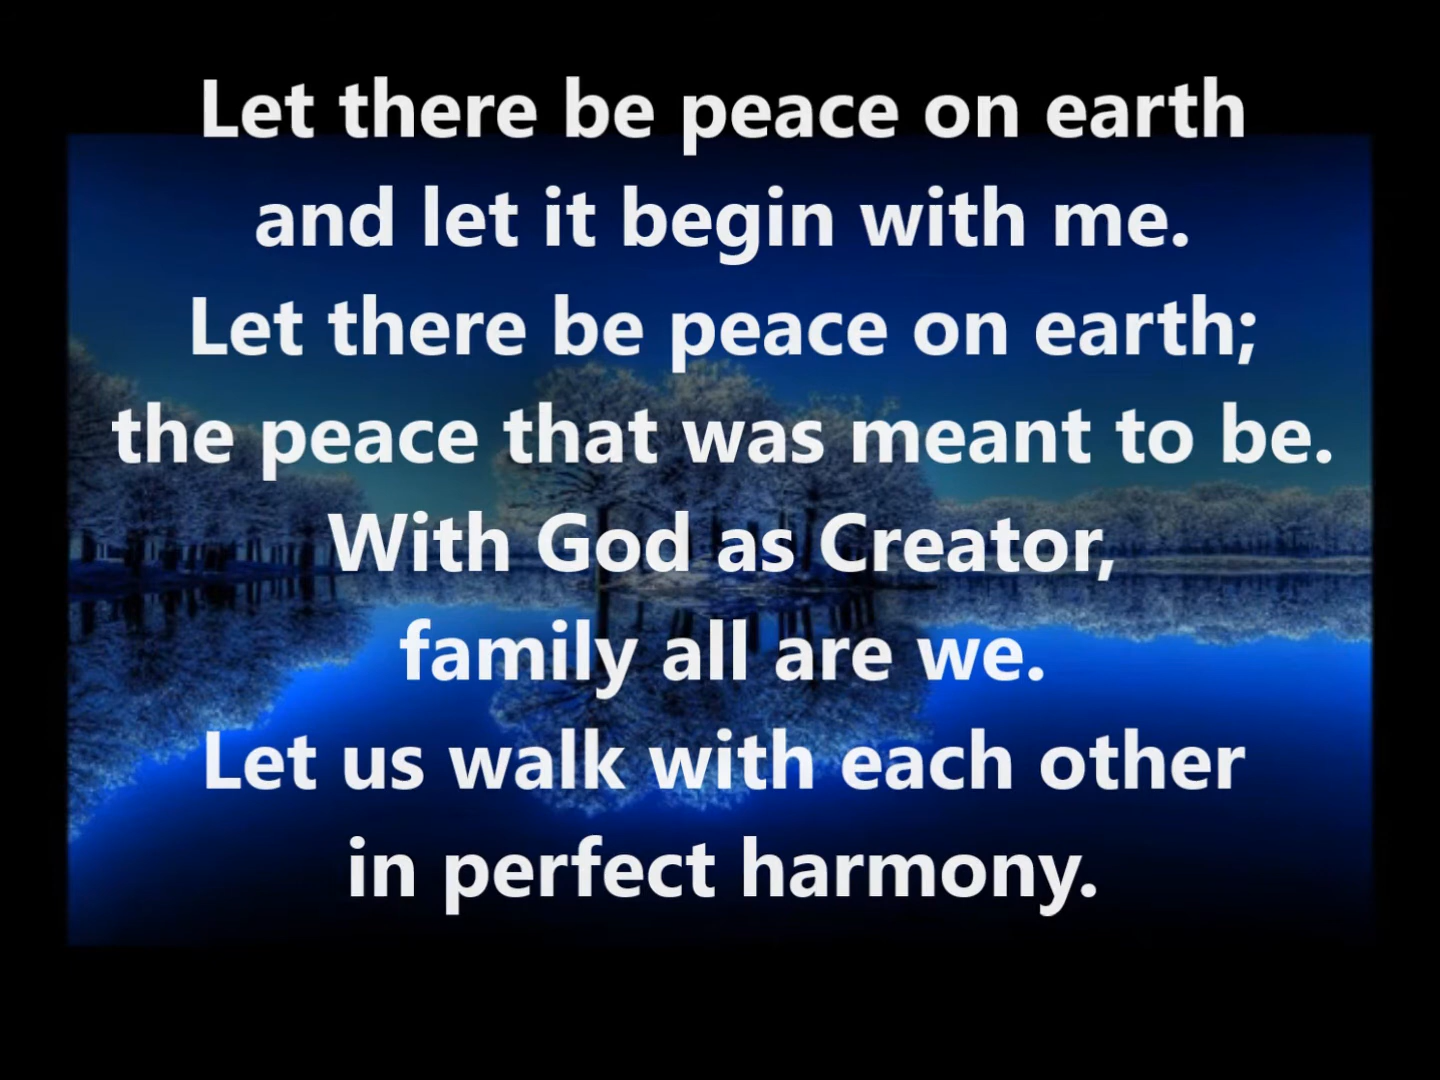 Let there be peace on earth
and let it begin with me.
Let there be peace on earth;
the peace that was meant to be.
With God as Creator,
family all are we.
Let us walk with each other
in perfect harmony.